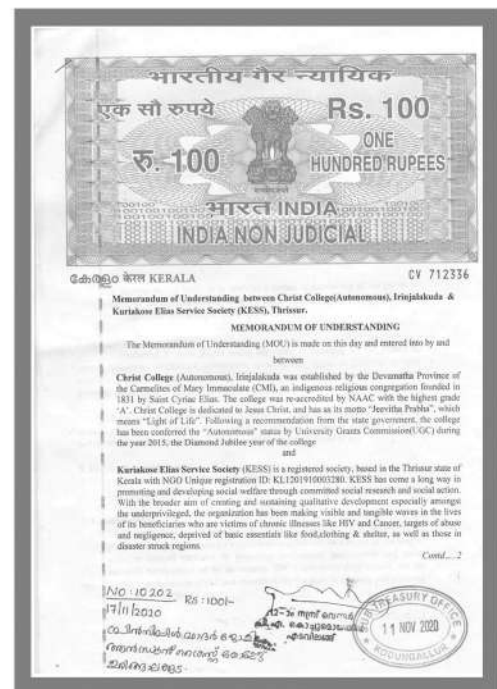 भारतीय गैर न्यायिक
एक सौ रुपये
Rs. 100
रु. 100
ONE
HUNDRED RUPEES
सत्यमेव जयते
भारत INDIA
INDIA NON JUDICIAL
केरल KERALA
CV 712336
Memorandum of Understanding between Christ College(Autonomous), Irinjalakuda &
Kuriakose Elias Service Society (KESS), Thrissur.
MEMORANDUM OF UNDERSTANDING
The Memorandum of Understanding (MOU) is made on this day and entered into by and
between
Christ College (Autonomous), Irinjalakuda was established by the Devamatha Province of
the Carmelites of Mary Immaculate (CMI), an indigenous religious congregation founded in
1831 by Saint Cyriac Elias. The college was re-accredited by NAAC with the highest grade
'A'. Christ College is dedicated to Jesus Christ, and has as its motto "Jeevitha Prabha", which
means "Light of Life". Following a recommendation from the state government, the college
has been conferred the "Autonomous" status by University Grants Commission(UGC) during
the year 2015, the Diamond Jubilee year of the college
and
Kuriakose Elias Service Society (KESS) is a registered society, based in the Thrissur state of
Kerala with NGO Unique registration ID: KL1201910003280. KESS has come a long way in
promoting and developing social welfare through committed social research and social action.
With the broader aim of creating and sustaining qualitative development especially amongst
the underprivileged, the organization has been making visible and tangible waves in the lives
of its beneficiaries who are victims of chronic illnesses like HIV and Cancer, targets of abuse
and negligence, deprived of basic essentials like food,clothing & shelter, as well as those in
disaster struck regions.
Contd... 2
NO:10202 RS:100/-
17/11/2020
SUB TREASURY OFFICE
11 NOV 2020
KODUNGALLUR